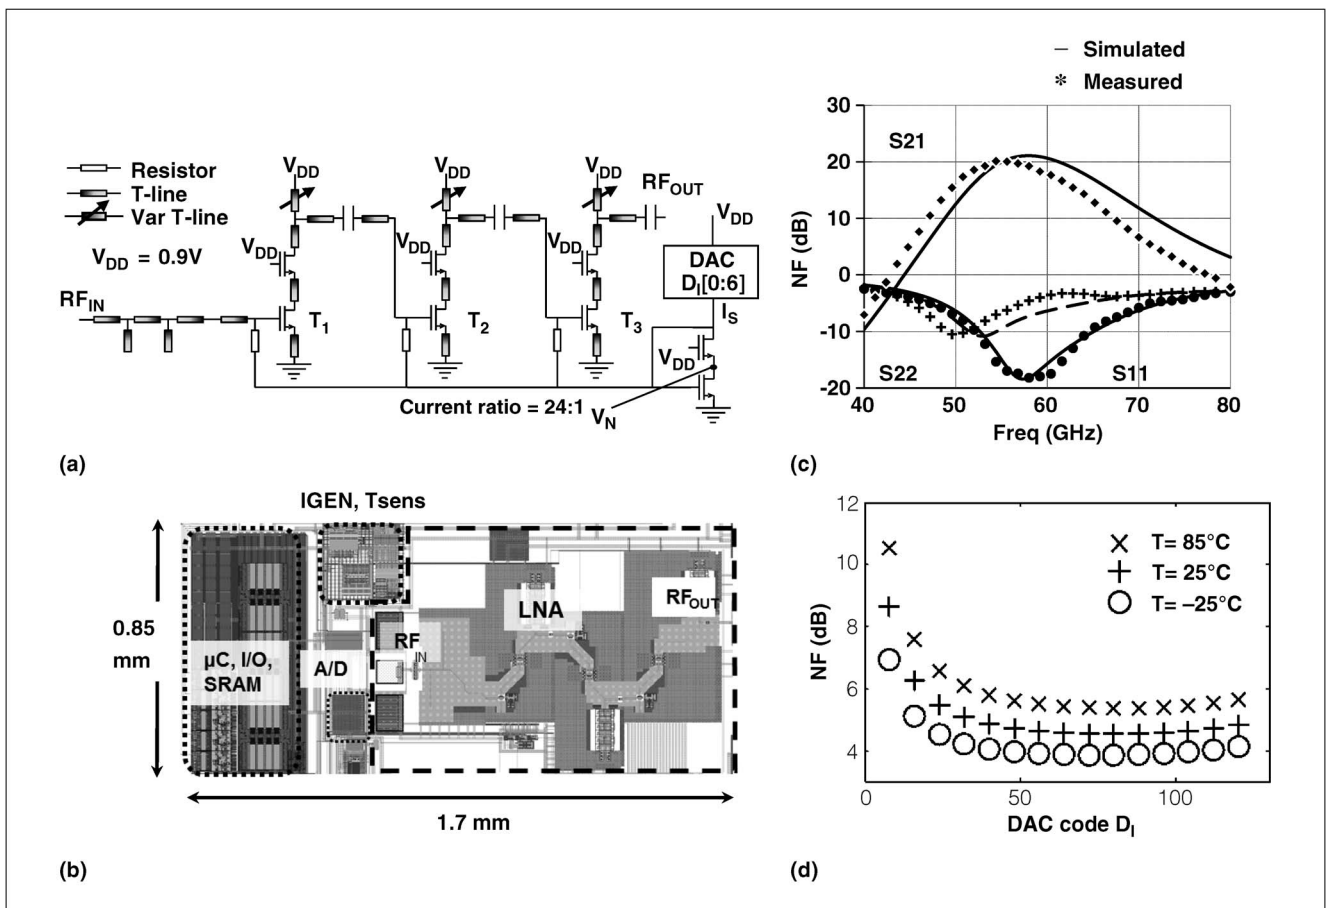 Resistor
T-line
Var T-line
V_DD = 0.9V
V_DD
V_DD
V_DD
RF_OUT
V_DD
DAC
D_I[0:6]
I_S
V_DD
V_DD
V_DD
V_DD
RF_IN
T_1
T_2
T_3
Current ratio = 24:1
V_N
(a)
– Simulated
* Measured
30
20
10
0
-10
-20
NF (dB)
S21
S22
S11
40
50
60
70
80
Freq (GHz)
(c)
IGEN, Tsens
0.85
mm
µC, I/O,
SRAM
A/D
RF_IN
LNA
RF_OUT
1.7 mm
(b)
12
10
8
6
4
NF (dB)
T= 85°C
T= 25°C
T= –25°C
0
50
100
DAC code D_I
(d)